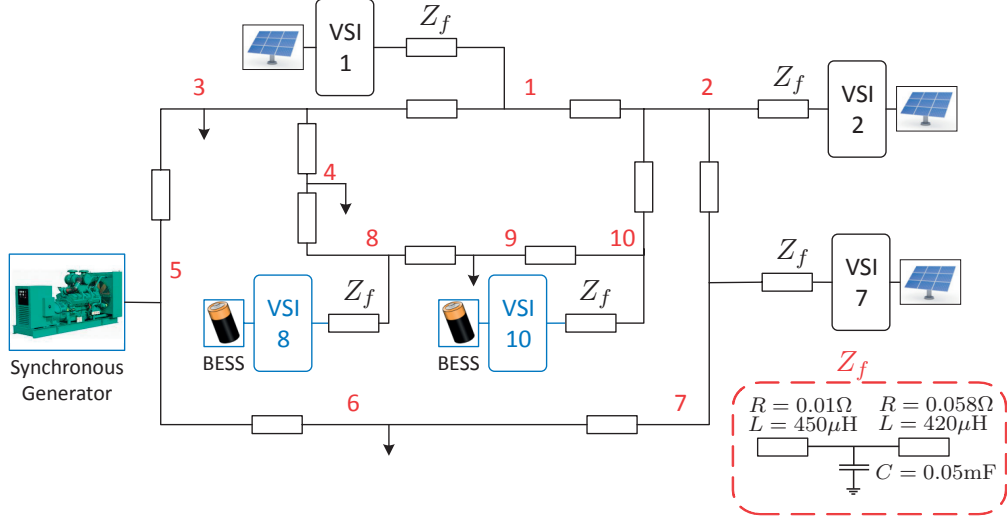 VSI
1
Z_f
3
1
2
Z_f
VSI
2
4
8
9
10
5
Z_f
VSI
7
VSI
8
Z_f
VSI
10
Z_f
BESS
BESS
Synchronous
Generator
6
7
Z_f
R = 0.01Ω
L = 450μH
R = 0.058Ω
L = 420μH
C = 0.05mF